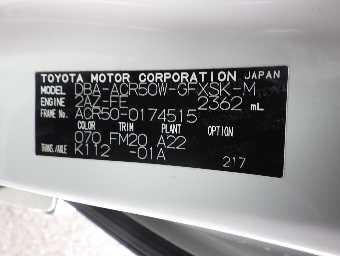 TOYOTA MOTOR CORPORATION JAPAN
MODEL DBA-ACR50W-GFXSK-M
ENGINE 2AZ-FE 2362 mL
FRAME No. ACR50-0174515
COLOR TRIM PLANT OPTION
070 FM20 A22
TRANS./AXLE K112 -01A
217